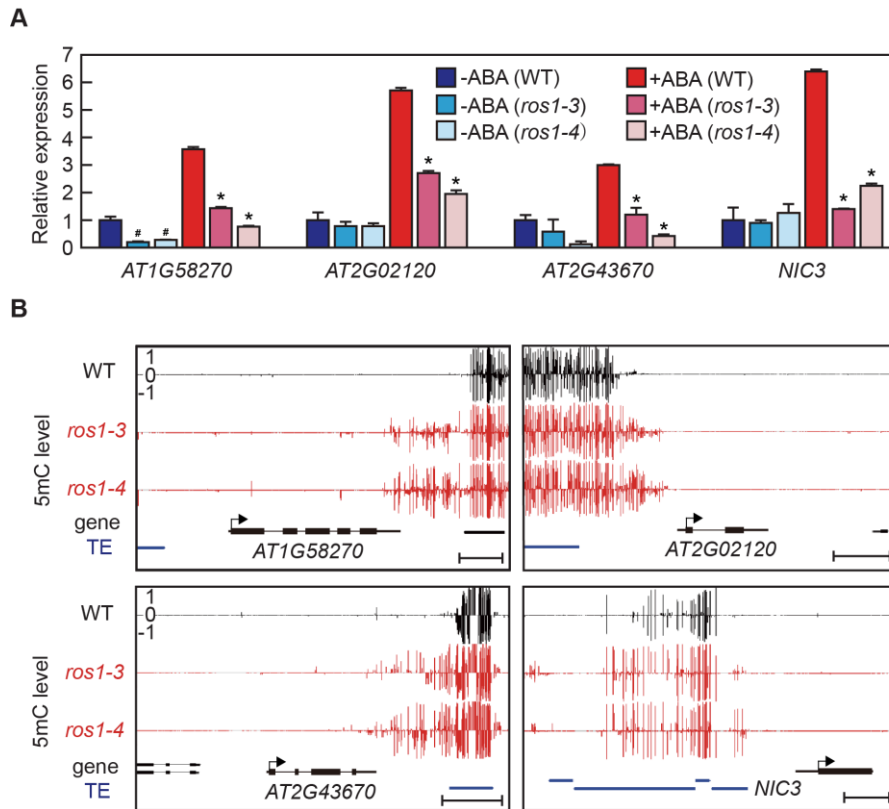 A
Relative expression
7
6
5
4
3
2
1
0
-ABA (WT)
-ABA (ros1-3)
-ABA (ros1-4)
+ABA (WT)
+ABA (ros1-3)
+ABA (ros1-4)
# # * *
* *
* *
* *
AT1G58270 AT2G02120 AT2G43670 NIC3
B
5mC level
WT
1
0
-1
ros1-3
ros1-4
gene
TE
AT1G58270
AT2G02120
5mC level
WT
1
0
-1
ros1-3
ros1-4
gene
TE
AT2G43670
NIC3